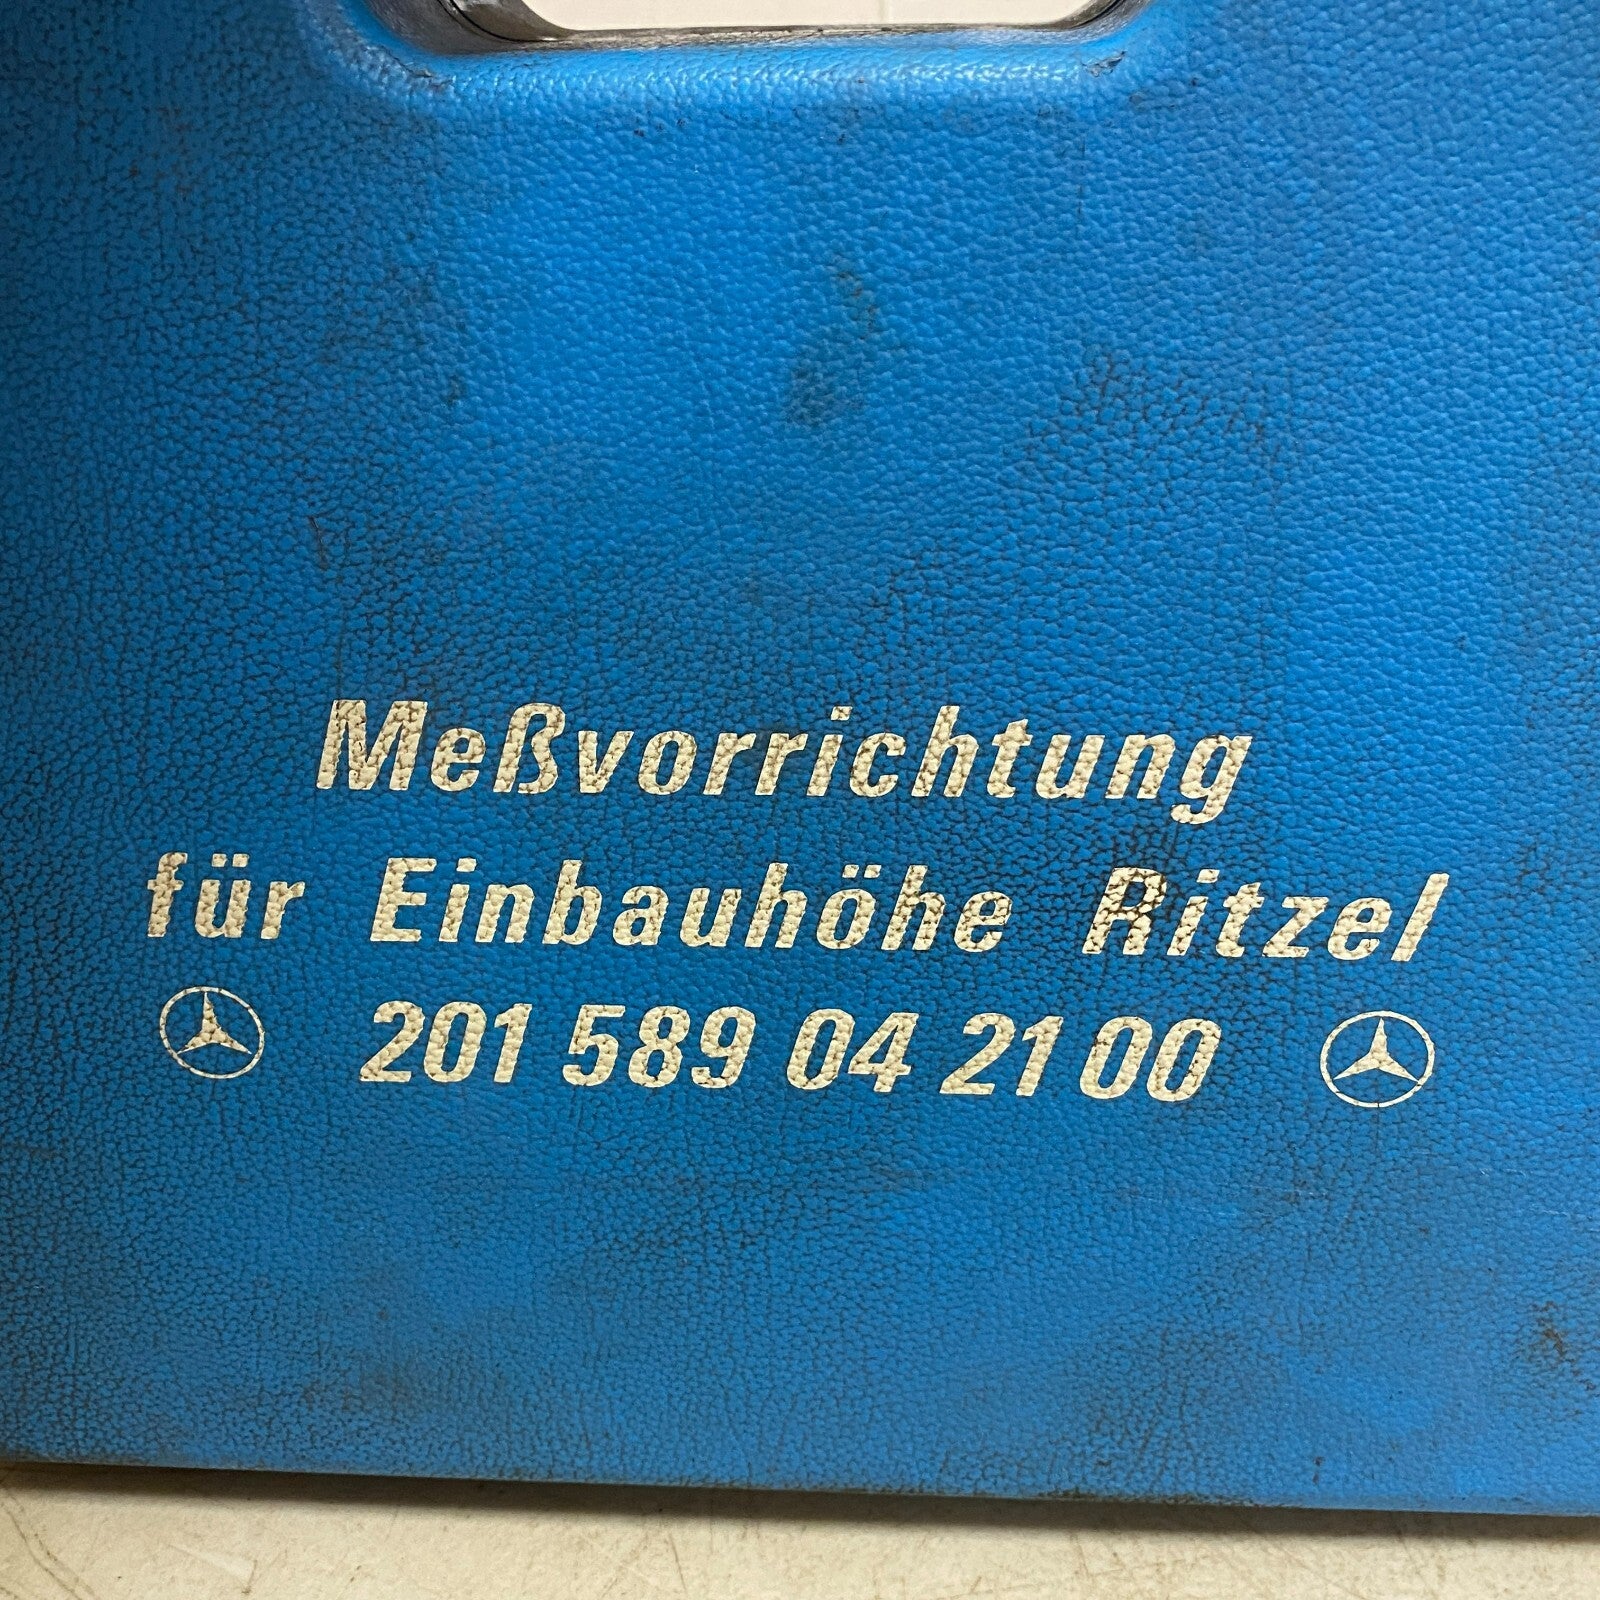 Meßvorrichtung
für Einbauhöhe Ritzel
201 589 04 21 00